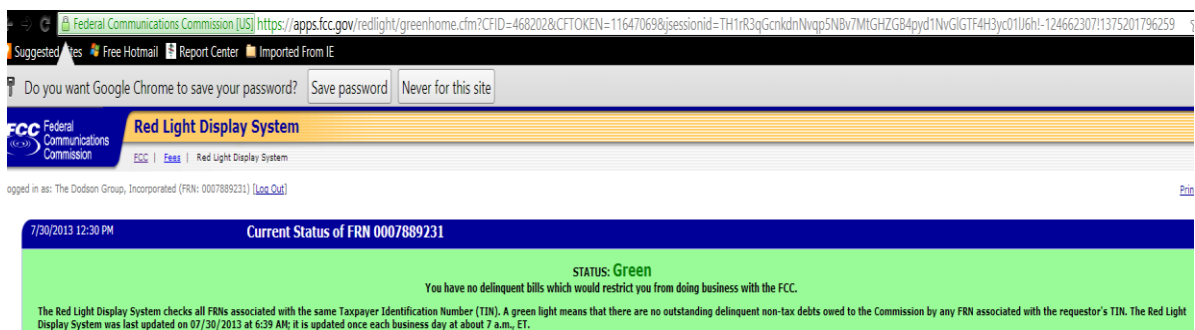 Federal Communications Commission [US] https://apps.fcc.gov/redlight/greenhome.cfm?CFID=468202&CFTOKEN=11647069&jsessionid=TH1rR3qGcnkdnNvqp5NBv7MtGHZGB4pyd1NvGlGTF4H3yc01lJ6h!-124662307!1375201796259
Suggested Sites Free Hotmail Report Center Imported From IE
Do you want Google Chrome to save your password? Save password Never for this site
FCC Federal Communications Commission
Red Light Display System
FCC | Fees | Red Light Display System
ogged in as: The Dodson Group, Incorporated (FRN: 0007889231) [Log Out] Prin
7/30/2013 12:30 PM Current Status of FRN 0007889231
STATUS: Green
You have no delinquent bills which would restrict you from doing business with the FCC.
The Red Light Display System checks all FRNs associated with the same Taxpayer Identification Number (TIN). A green light means that there are no outstanding delinquent non-tax debts owed to the Commission by any FRN associated with the requestor's TIN. The Red Light
Display System was last updated on 07/30/2013 at 6:39 AM; it is updated once each business day at about 7 a.m., ET.